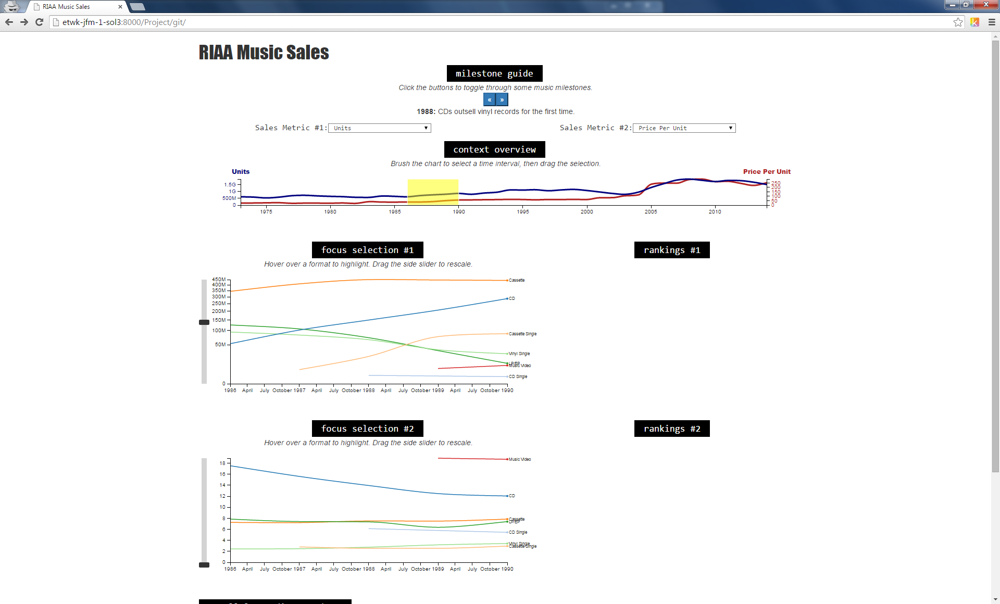 RIAA Music Sales
etwk-jfm-1-sol3:8000/Project/git/
RIAA Music Sales
milestone guide
Click the buttons to toggle through some music milestones.
« »
1988: CDs outsell vinyl records for the first time.
Sales Metric #1: Units
Sales Metric #2: Price Per Unit
context overview
Brush the chart to select a time interval, then drag the selection.
Units
Price Per Unit
1.5G
1G
500M
0
250
200
150
100
50
0
1975 1980 1985 1990 1995 2000 2005 2010
focus selection #1
rankings #1
Hover over a format to highlight. Drag the side slider to rescale.
450M
400M
350M
300M
250M
200M
150M
100M
50M
0
Cassette
CD
Cassette Single
Vinyl Single
LP/EP
Music Video
CD Single
1986 April July October 1987 April July October 1988 April July October 1989 April July October 1990
focus selection #2
rankings #2
Hover over a format to highlight. Drag the side slider to rescale.
18
16
14
12
10
8
6
4
2
0
Music Video
CD
Cassette
LP/EP
CD Single
Vinyl Single
Cassette Single
1986 April July October 1987 April July October 1988 April July October 1989 April July October 1990